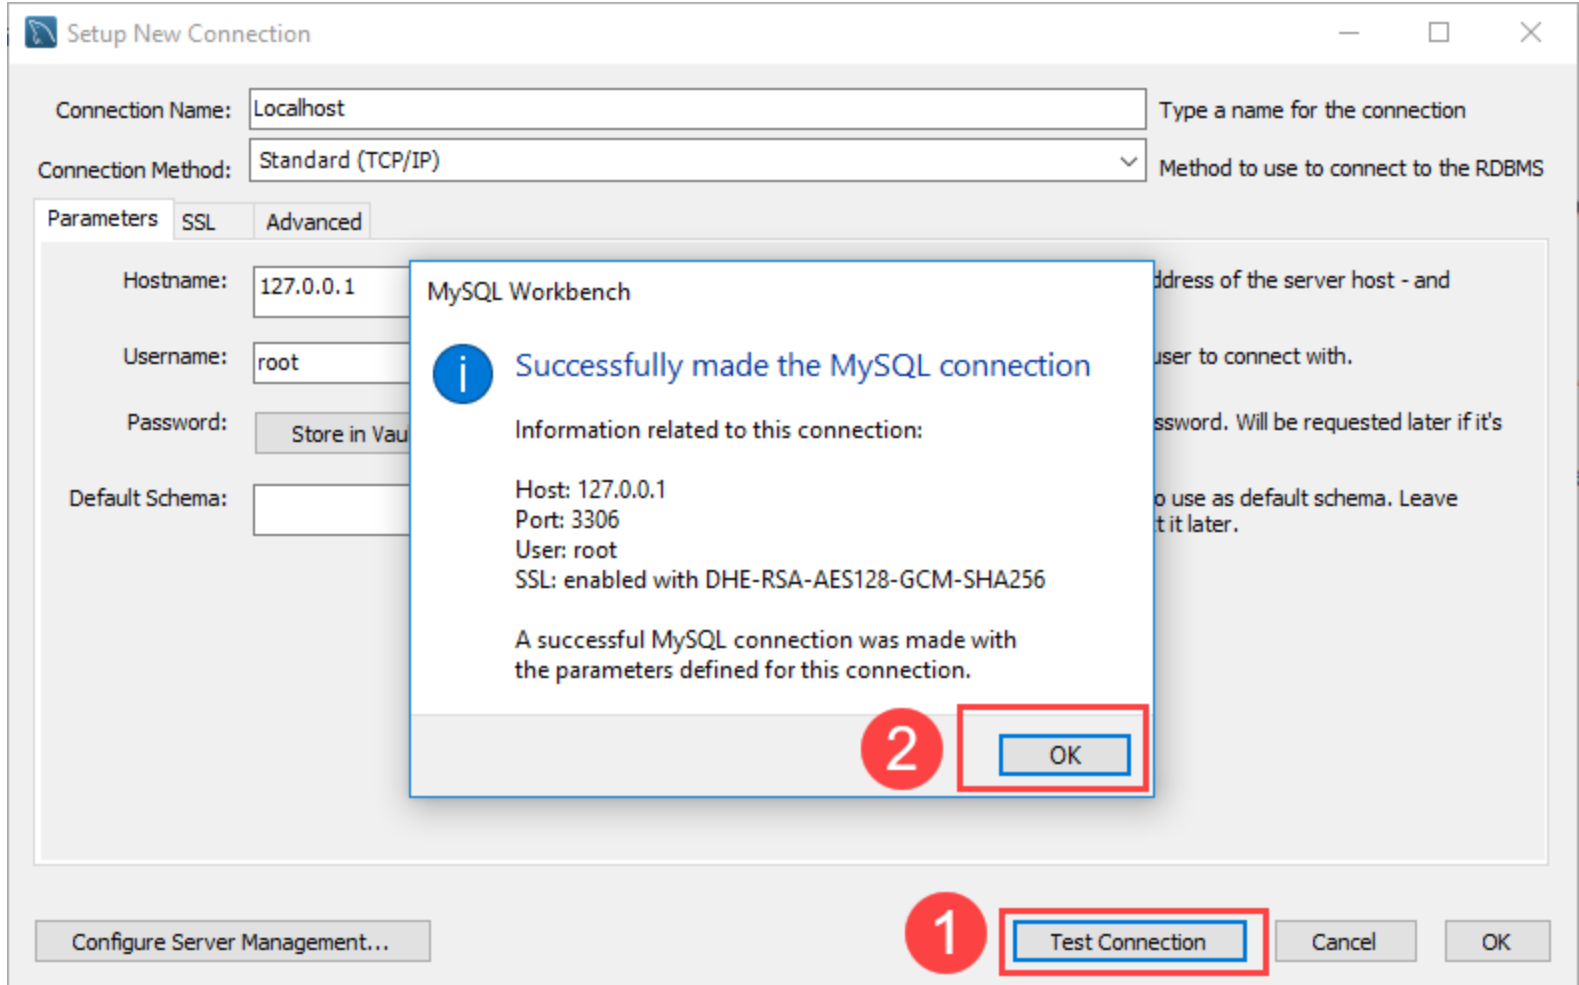 Setup New Connection
Connection Name: Localhost Type a name for the connection
Connection Method: Standard (TCP/IP) Method to use to connect to the RDBMS
Parameters SSL Advanced
Hostname: 127.0.0.1 address of the server host - and
Username: root user to connect with.
Password: Store in Vau Will be requested later if it's
Default Schema: use as default schema. Leave
it later.
MySQL Workbench
Successfully made the MySQL connection
Information related to this connection:
Host: 127.0.0.1
Port: 3306
User: root
SSL: enabled with DHE-RSA-AES128-GCM-SHA256
A successful MySQL connection was made with
the parameters defined for this connection.
2 OK
1
Configure Server Management... Test Connection Cancel OK